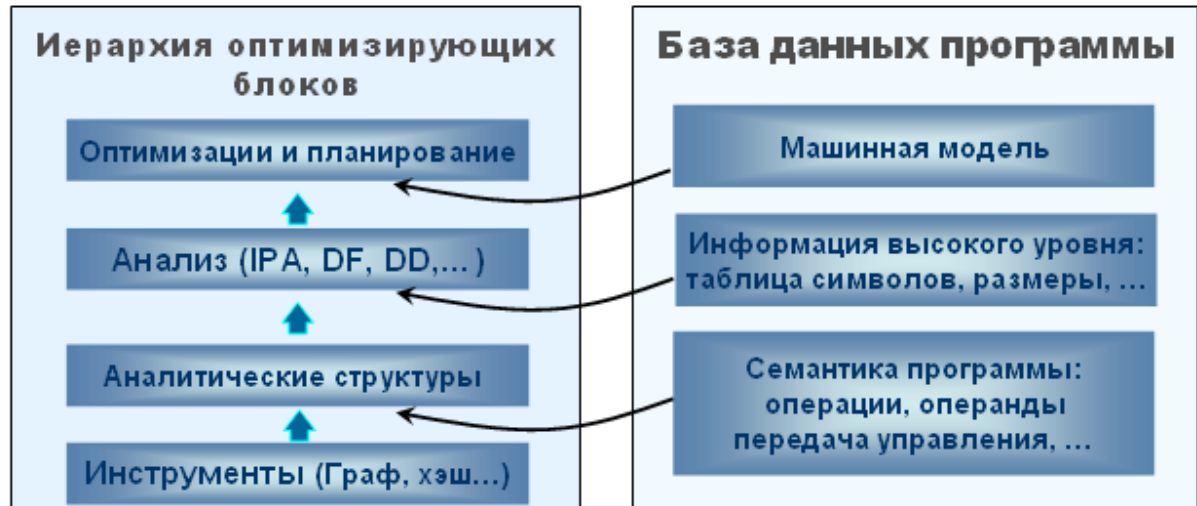 Иерархия оптимизирующих
блоков
Оптимизации и планирование
Анализ (IPA, DF, DD,... )
Аналитические структуры
Инструменты (Граф, хэш...)
База данных программы
Машинная модель
Информация высокого уровня:
таблица символов, размеры, ...
Семантика программы:
операции, операнды
передача управления, ...